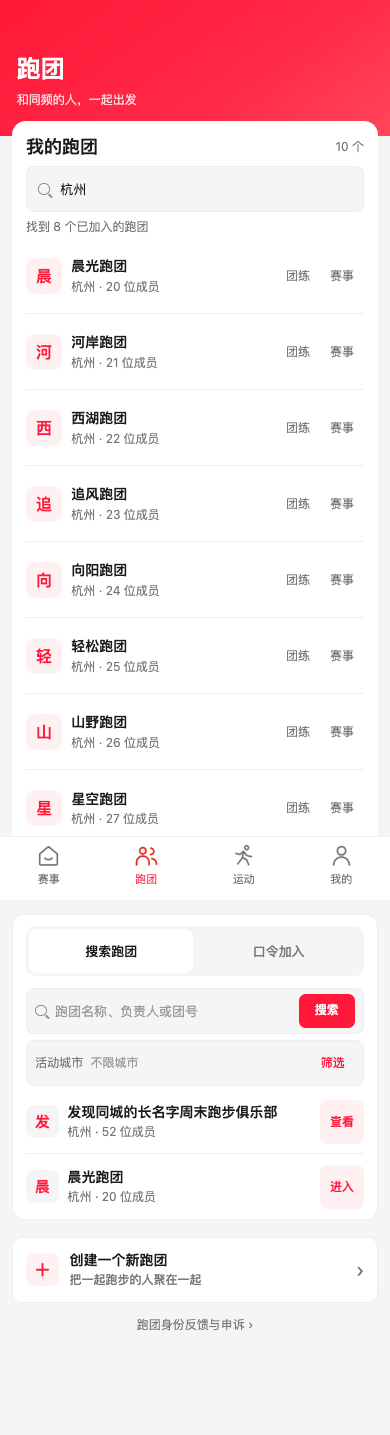 跑团
和同频的人，一起出发
我的跑团 10 个
杭州
找到 8 个已加入的跑团
晨 晨光跑团 团练 赛事
杭州 · 20 位成员
河 河岸跑团 团练 赛事
杭州 · 21 位成员
西 西湖跑团 团练 赛事
杭州 · 22 位成员
追 追风跑团 团练 赛事
杭州 · 23 位成员
向 向阳跑团 团练 赛事
杭州 · 24 位成员
轻 轻松跑团 团练 赛事
杭州 · 25 位成员
山 山野跑团 团练 赛事
杭州 · 26 位成员
星 星空跑团 团练 赛事
杭州 · 27 位成员
赛事 跑团 运动 我的
搜索跑团 口令加入
跑团名称、负责人或团号 搜索
活动城市 不限城市 筛选
发 发现同城的长名字周末跑步俱乐部 查看
杭州 · 52 位成员
晨 晨光跑团 进入
杭州 · 20 位成员
创建一个新跑团
把一起跑步的人聚在一起
跑团身份反馈与申诉 ›